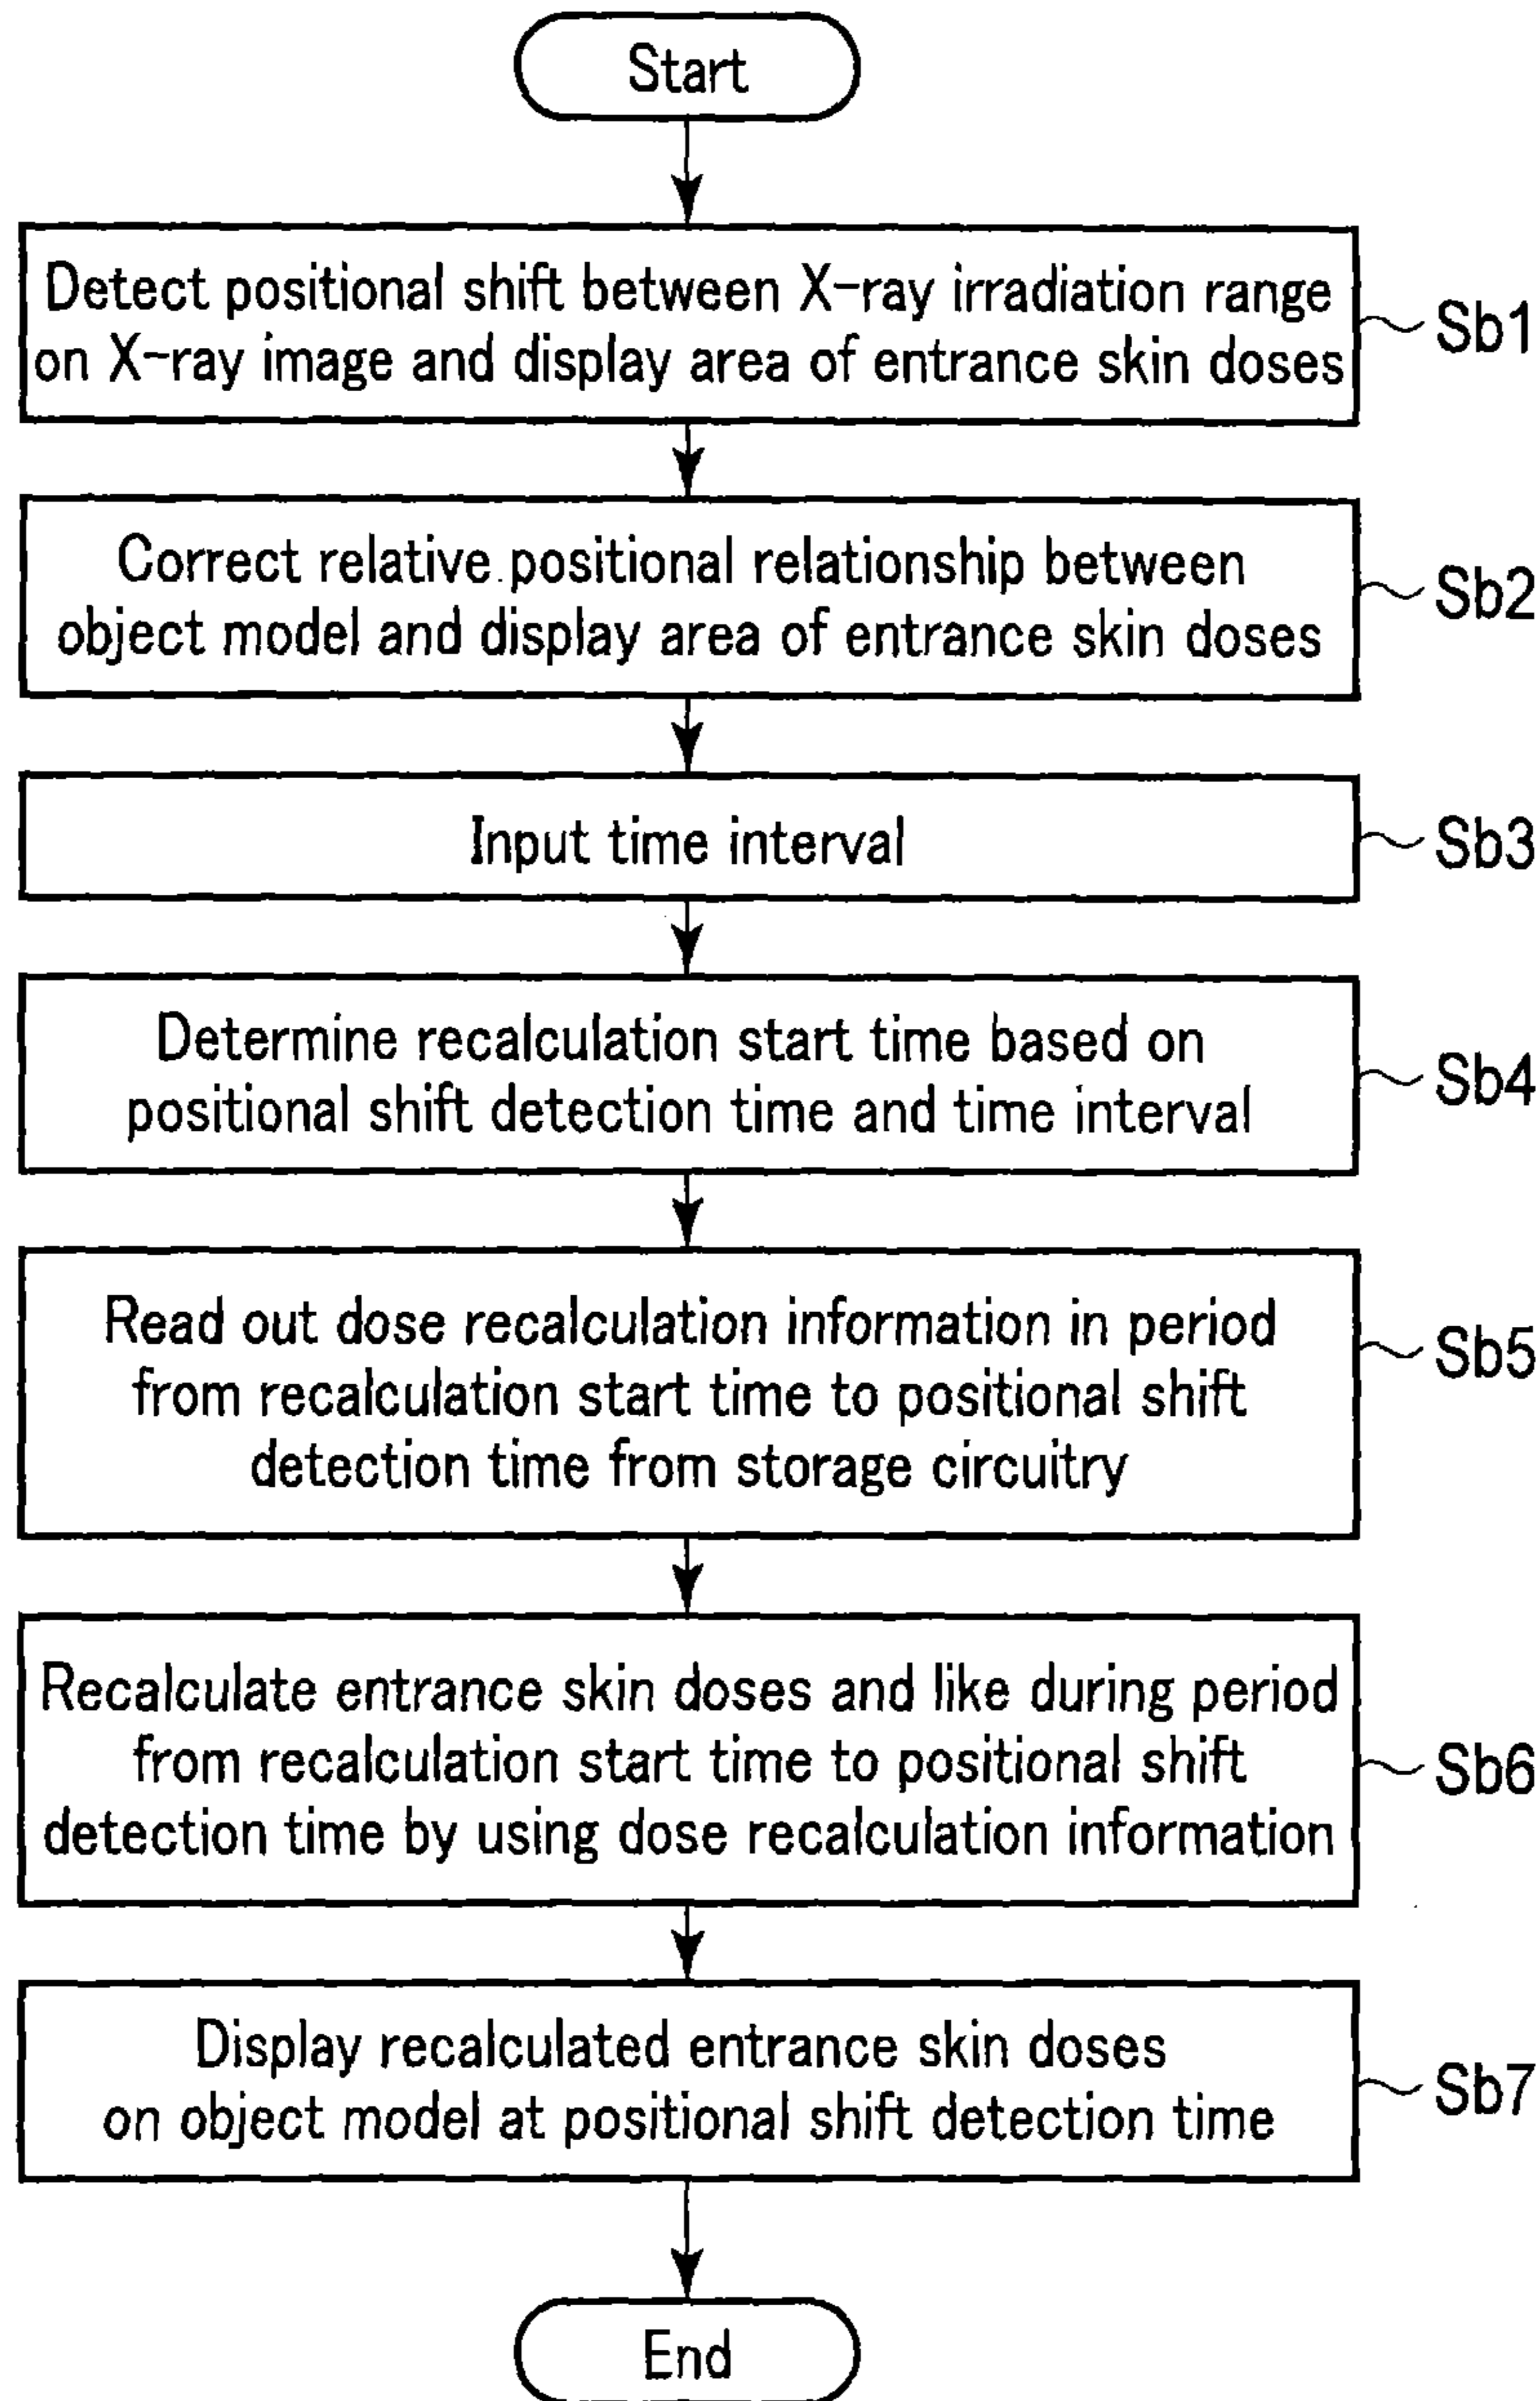 Start
Detect positional shift between X-ray irradiation range
on X-ray image and display area of entrance skin doses
Sb1
Correct relative positional relationship between
object model and display area of entrance skin doses
Sb2
Input time interval
Sb3
Determine recalculation start time based on
positional shift detection time and time interval
Sb4
Read out dose recalculation information in period
from recalculation start time to positional shift
detection time from storage circuitry
Sb5
Recalculate entrance skin doses and like during period
from recalculation start time to positional shift
detection time by using dose recalculation information
Sb6
Display recalculated entrance skin doses
on object model at positional shift detection time
Sb7
End